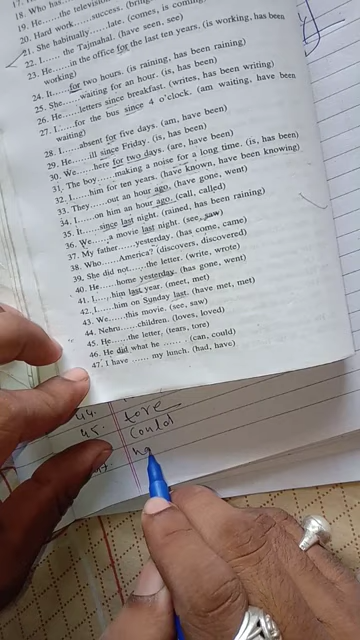 18. Who has
19. He......the television
20. Hard work......success. (bring
21. She habitually......late. (comes, is coming)
22. I......the Tajmahal. (have seen, see)
23. He......in the office for the last ten years. (is working, has been
working)
24. It......for two hours. (is raining, has been raining)
25. She......waiting for an hour. (is, has been)
26. He......letters since breakfast. (writes, has been writing)
27. I......for the bus since 4 o'clock. (am waiting, have been
waiting)
28. I......absent for five days. (am, have been)
29. He......ill since Friday. (is, has been)
30. We......here for two days. (are, have been)
31. The boy......making a noise for a long time. (is, has been)
32. I......him for ten years. (have known, have been knowing)
33. They......out an hour ago. (have gone, went)
34. I......on him an hour ago. (call, called)
35. It......since last night. (rained, has been raining)
36. We......a movie last night. (see, saw)
37. My father......yesterday. (has come, came)
38. Who......America? (discovers, discovered)
39. She did not......the letter. (write, wrote)
40. He......home yesterday. (has gone, went)
41. I......him last year. (meet, met)
42. I......him on Sunday last. (have met, met)
43. We......this movie. (see, saw)
44. Nehru......children. (loves, loved)
45. He......the letter, (tears, tore)
46. He did what he ...... . (can, could)
47. I have ...... my lunch. (had, have)
44. tore
45. Could
ha